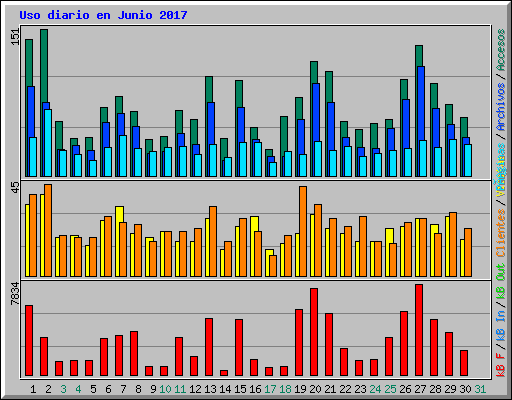 Uso diario en Junio 2017
151
45
7834
Accesos
/ Archivos /
Clientes /
kB F / kB In / kB Out
1 2 3 4 5 6 7 8 9 10 11 12 13 14 15 16 17 18 19 20 21 22 23 24 25 26 27 28 29 30 31